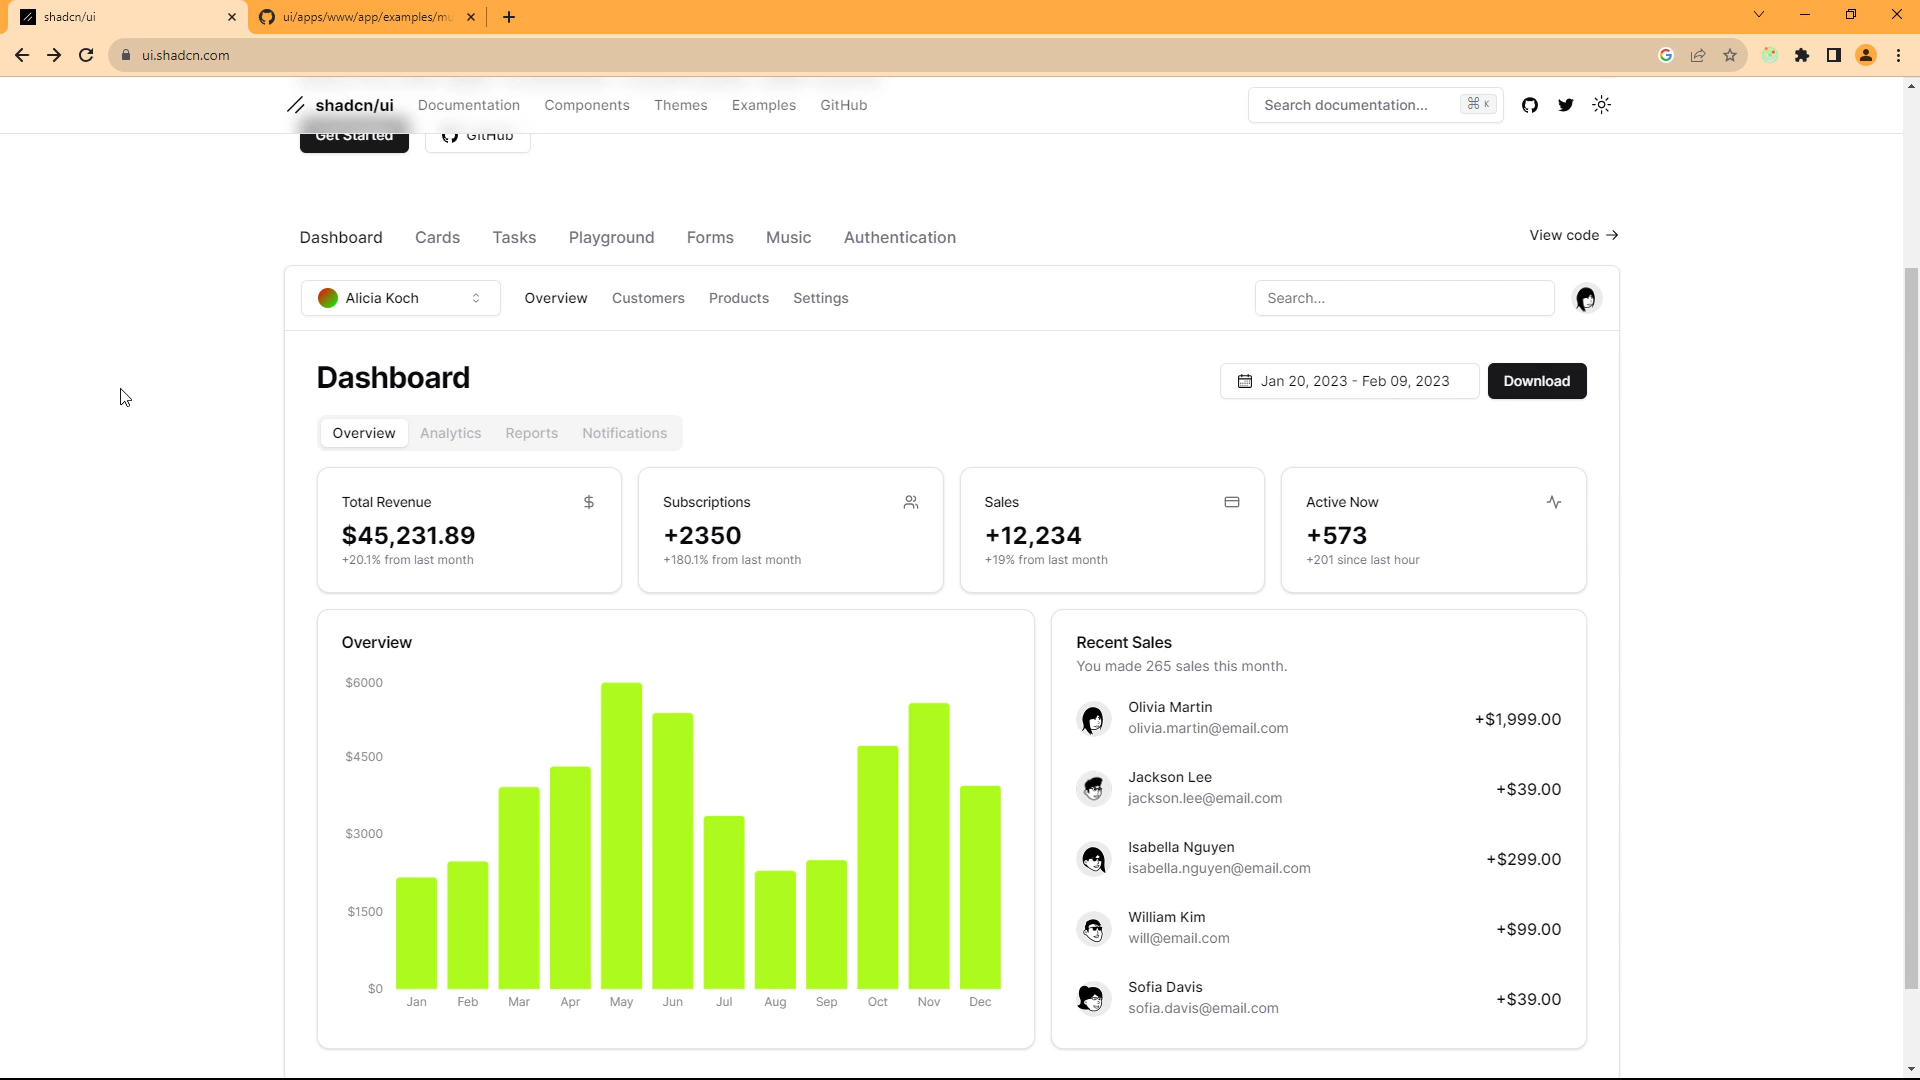 shadcn/ui
ui/apps/www/app/examples/mu
ui.shadcn.com
shadcn/ui Documentation Components Themes Examples GitHub
Search documentation... ⌘ K
Get Started GitHub
Dashboard Cards Tasks Playground Forms Music Authentication
View code →
Alicia Koch Overview Customers Products Settings
Search...
Dashboard
Jan 20, 2023 - Feb 09, 2023 Download
Overview Analytics Reports Notifications
Total Revenue $
$45,231.89
+20.1% from last month
Subscriptions
+2350
+180.1% from last month
Sales
+12,234
+19% from last month
Active Now
+573
+201 since last hour
Overview
$6000
$4500
$3000
$1500
$0
Jan Feb Mar Apr May Jun Jul Aug Sep Oct Nov Dec
Recent Sales
You made 265 sales this month.
Olivia Martin
olivia.martin@email.com
+$1,999.00
Jackson Lee
jackson.lee@email.com
+$39.00
Isabella Nguyen
isabella.nguyen@email.com
+$299.00
William Kim
will@email.com
+$99.00
Sofia Davis
sofia.davis@email.com
+$39.00